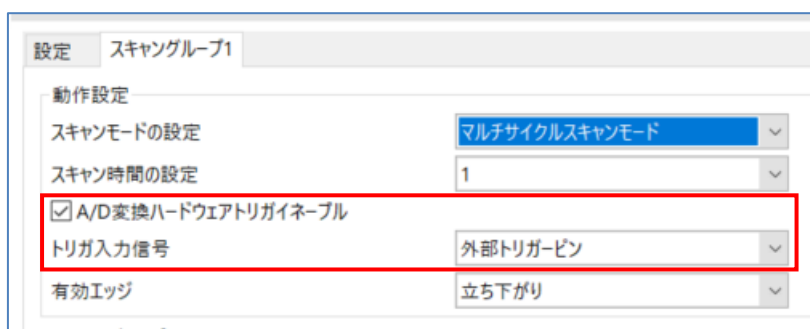 設定 スキャングループ1
動作設定
スキャンモードの設定 マルチサイクルスキャンモード
スキャン時間の設定 1
A/D変換ハードウェアトリガイネーブル
トリガ入力信号 外部トリガーピン
有効エッジ 立ち下がり